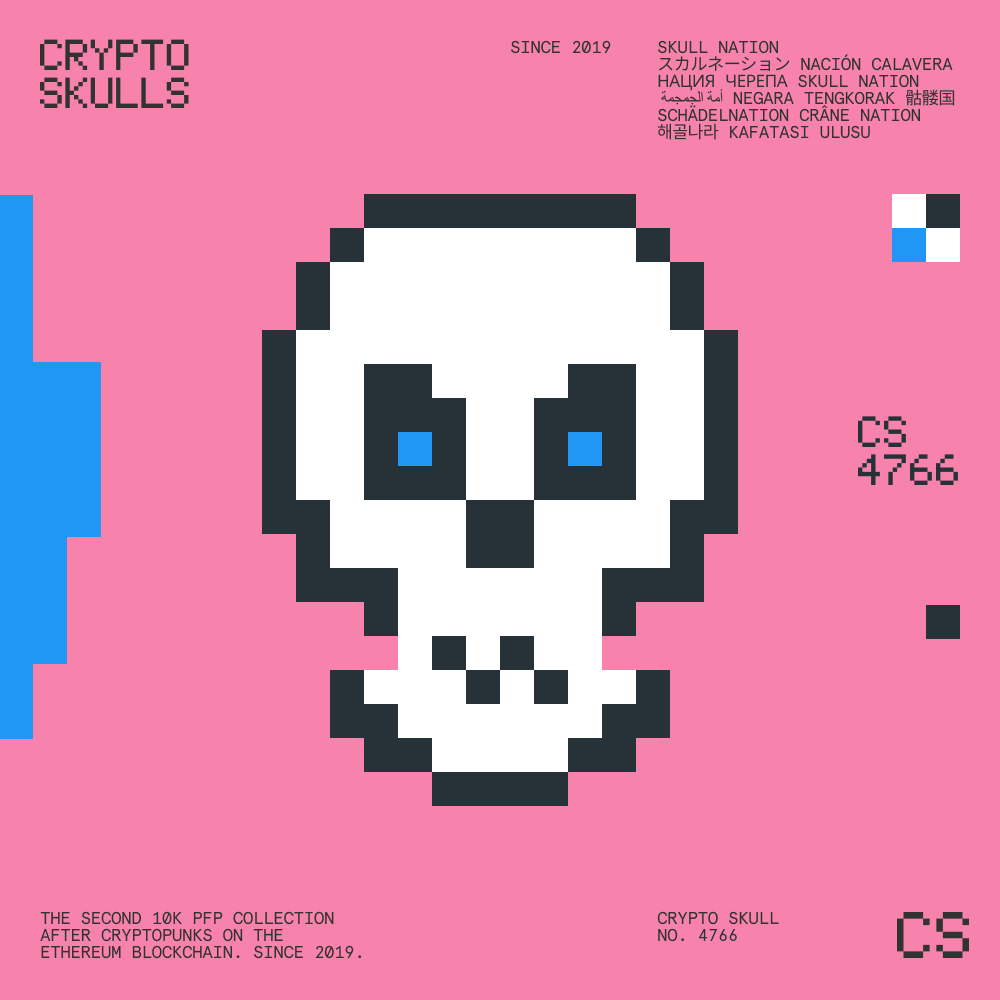 CRYPTO
SKULLS
SINCE 2019
SKULL NATION
スカルネーション NACIÓN CALAVERA
НАЦИЯ ЧЕРЕПА SKULL NATION
أمة الجمجمة NEGARA TENGKORAK 骷髅国
SCHÄDELNATION CRÂNE NATION
해골나라 KAFATASI ULUSU
CS
4766
THE SECOND 10K PFP COLLECTION
AFTER CRYPTOPUNKS ON THE
ETHEREUM BLOCKCHAIN. SINCE 2019.
CRYPTO SKULL
NO. 4766
CS